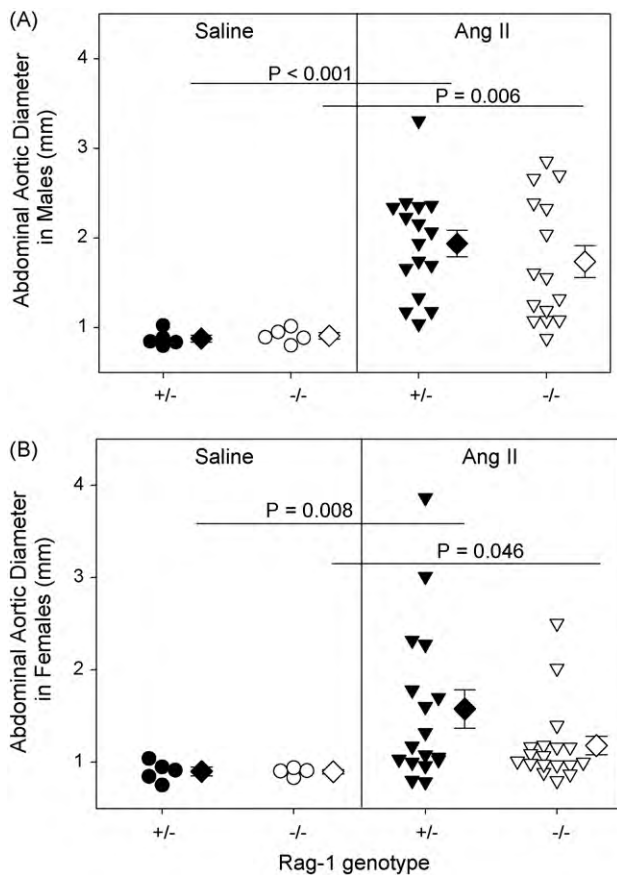 (A)
Saline Ang II
P < 0.001
P = 0.006
Abdominal Aortic Diameter
in Males (mm)
4
3
2
1
+/- -/- +/- -/-
(B)
Saline Ang II
P = 0.008
P = 0.046
Abdominal Aortic Diameter
in Females (mm)
4
3
2
1
+/- -/- +/- -/-
Rag-1 genotype